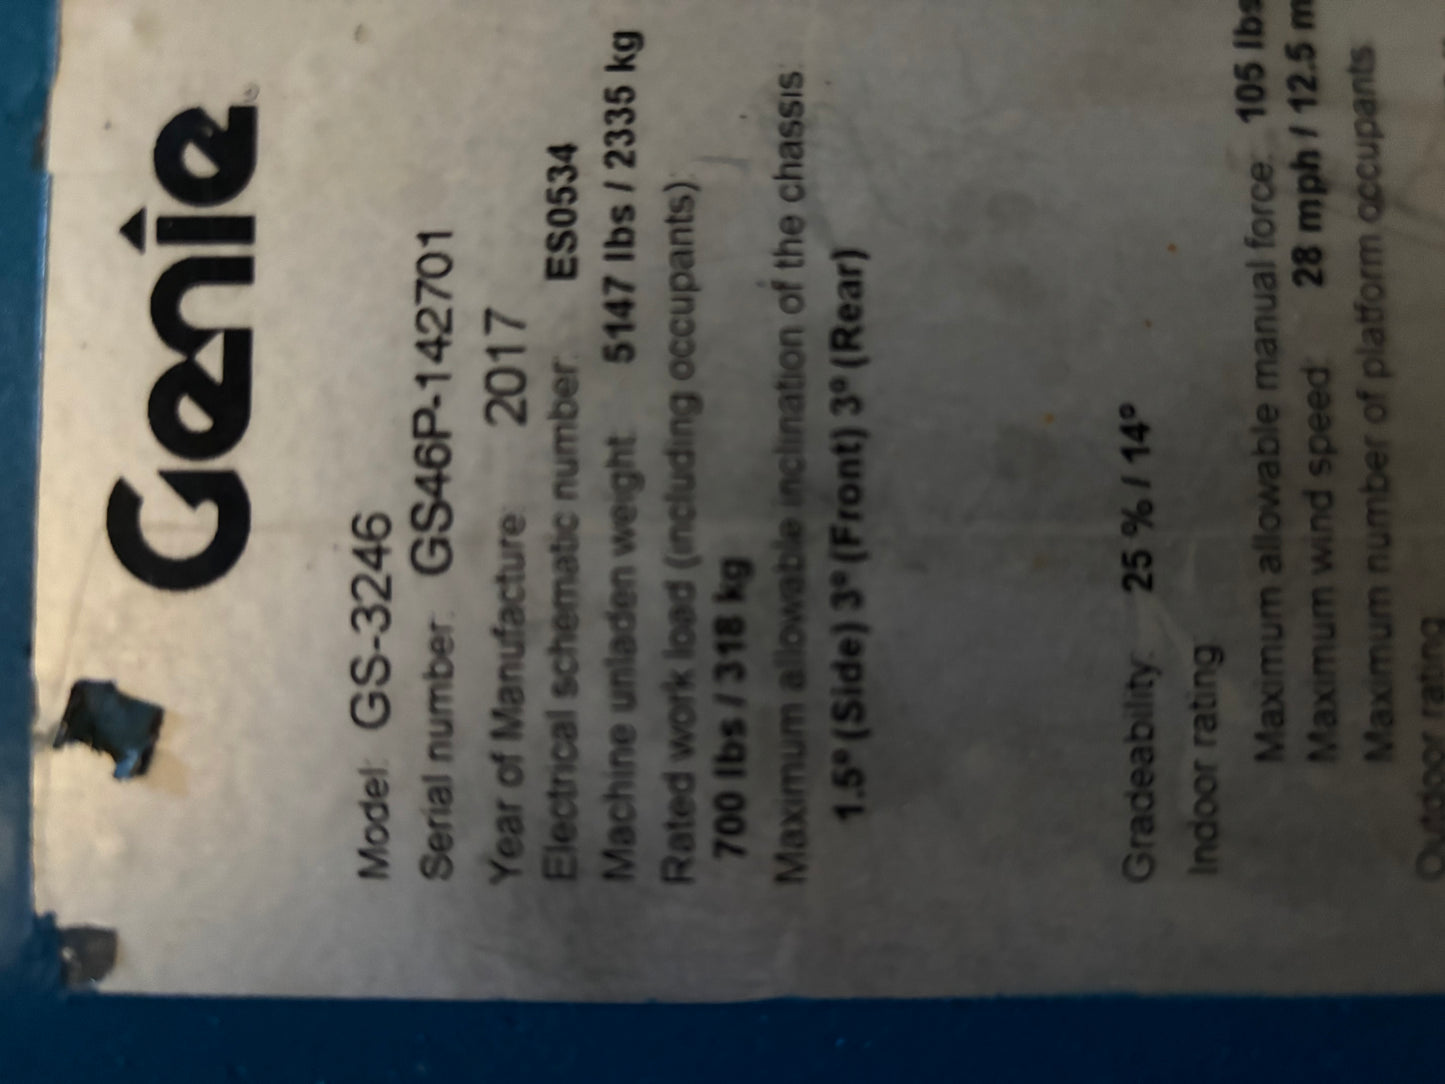 Genie
Model: GS-3246
Serial number: GS46P-142701
Year of Manufacture: 2017
Electrical schematic number: ES0534
Machine unladen weight: 5147 lbs / 2335 kg
Rated work load (including occupants):
700 lbs / 318 kg
Maximum allowable inclination of the chassis:
1.5° (Side) 3° (Front) 3° (Rear)
Gradeability: 25 % / 14°
Indoor rating
Maximum allowable manual force: 105 lbs
Maximum wind speed: 28 mph / 12.5 m
Maximum number of platform occupants
Outdoor rating